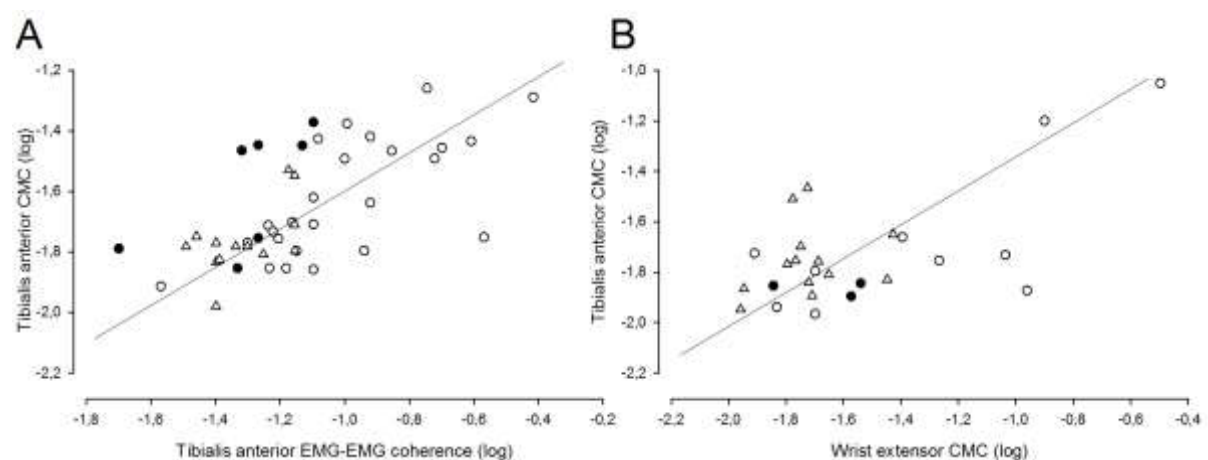 A
-1,2
-1,4
-1,6
-1,8
-2,0
-2,2
Tibialis anterior CMC (log)
-1,8 -1,6 -1,4 -1,2 -1,0 -0,8 -0,6 -0,4 -0,2
Tibialis anterior EMG-EMG coherence (log)
B
-1,0
-1,2
-1,4
-1,6
-1,8
-2,0
-2,2
Tibialis anterior CMC (log)
-2,2 -2,0 -1,8 -1,6 -1,4 -1,2 -1,0 -0,8 -0,6 -0,4
Wrist extensor CMC (log)